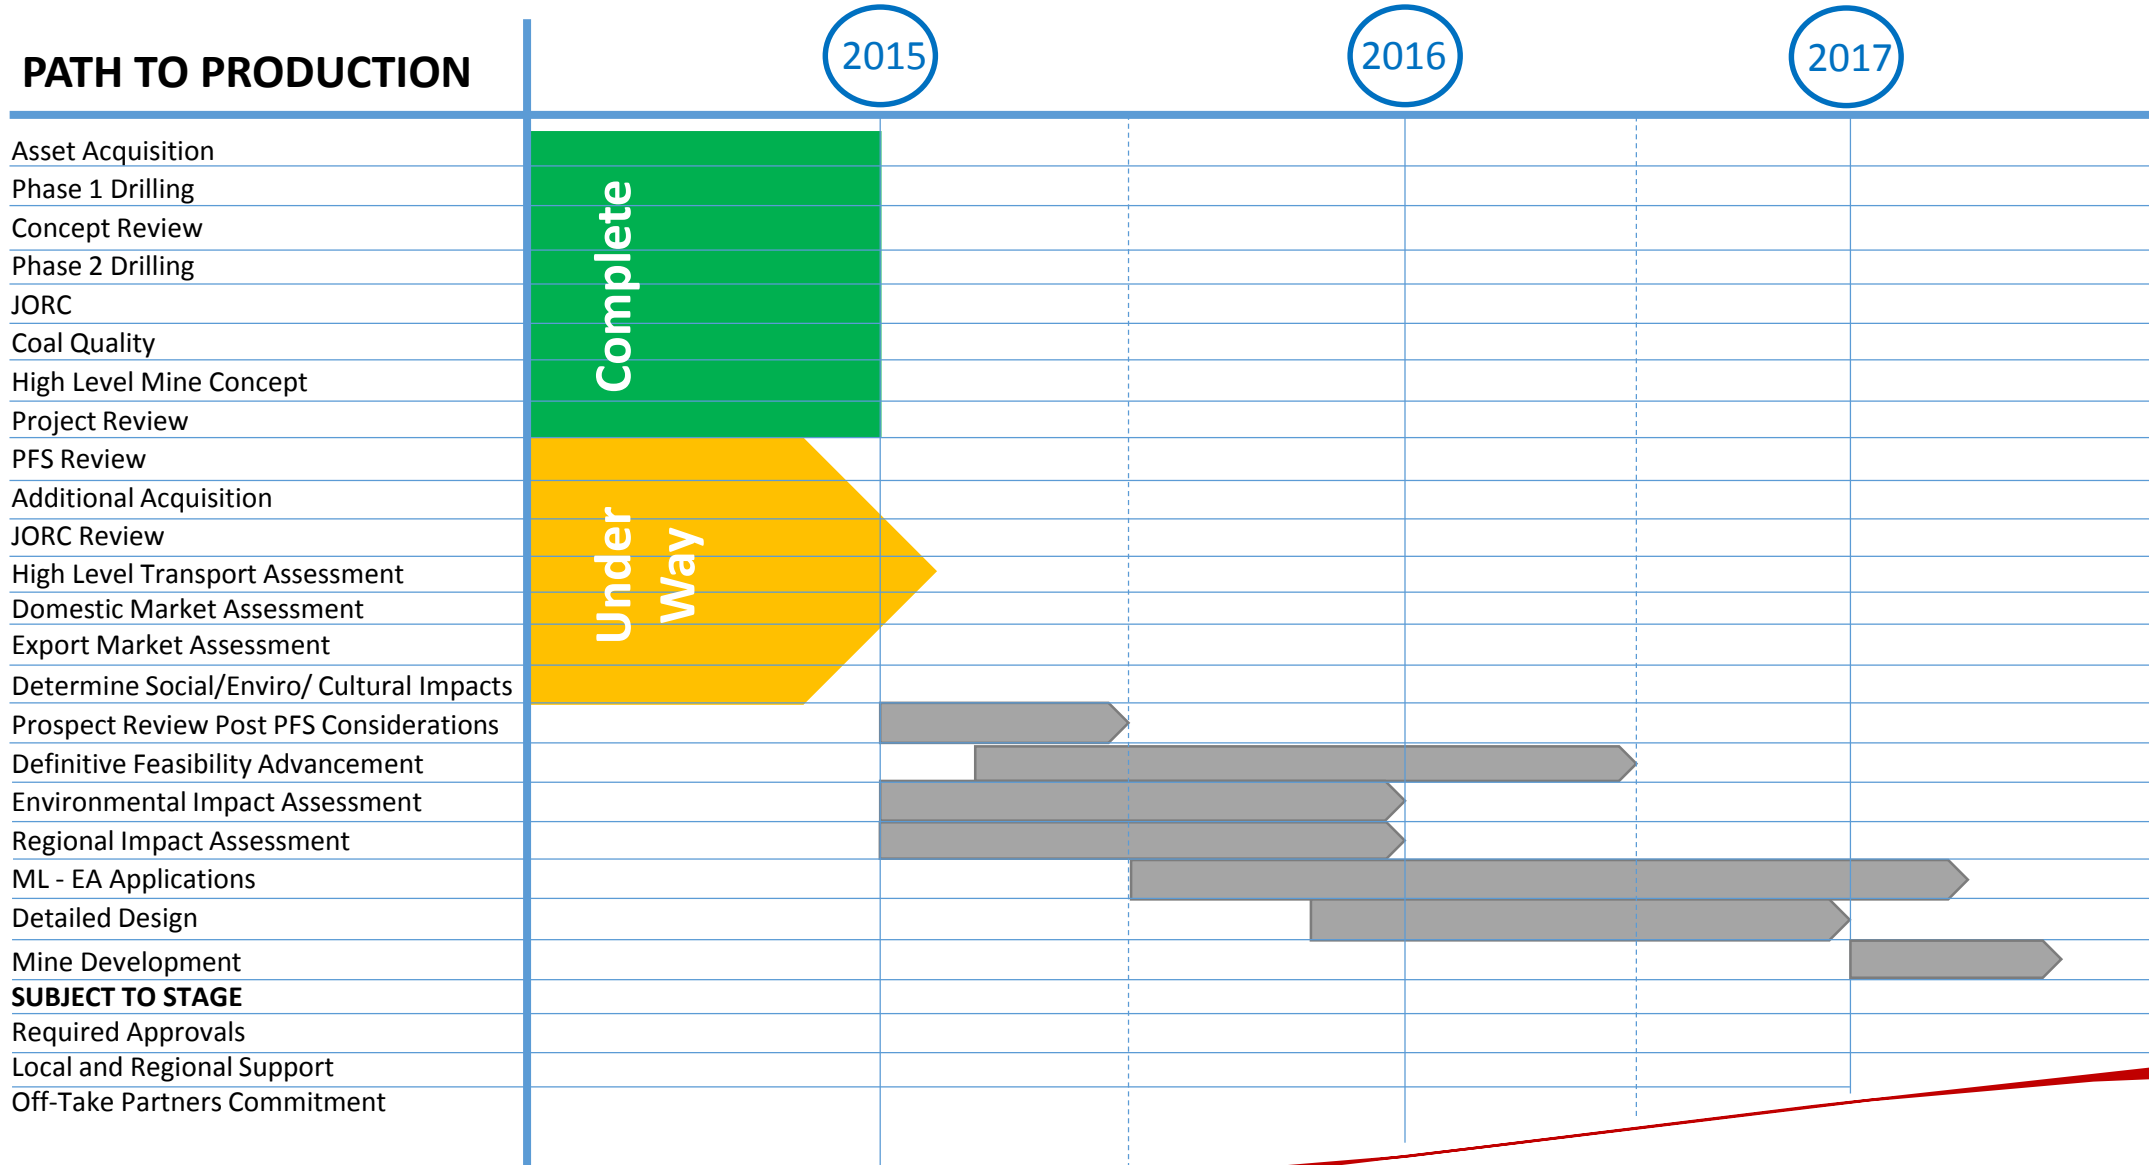 PATH TO PRODUCTION
2015
2016
2017
Asset Acquisition
Phase 1 Drilling
Concept Review
Phase 2 Drilling
JORC
Coal Quality
High Level Mine Concept
Project Review
Complete
PFS Review
Additional Acquisition
JORC Review
High Level Transport Assessment
Domestic Market Assessment
Export Market Assessment
Determine Social/Enviro/ Cultural Impacts
Under
Way
Prospect Review Post PFS Considerations
Definitive Feasibility Advancement
Environmental Impact Assessment
Regional Impact Assessment
ML - EA Applications
Detailed Design
Mine Development
SUBJECT TO STAGE
Required Approvals
Local and Regional Support
Off-Take Partners Commitment